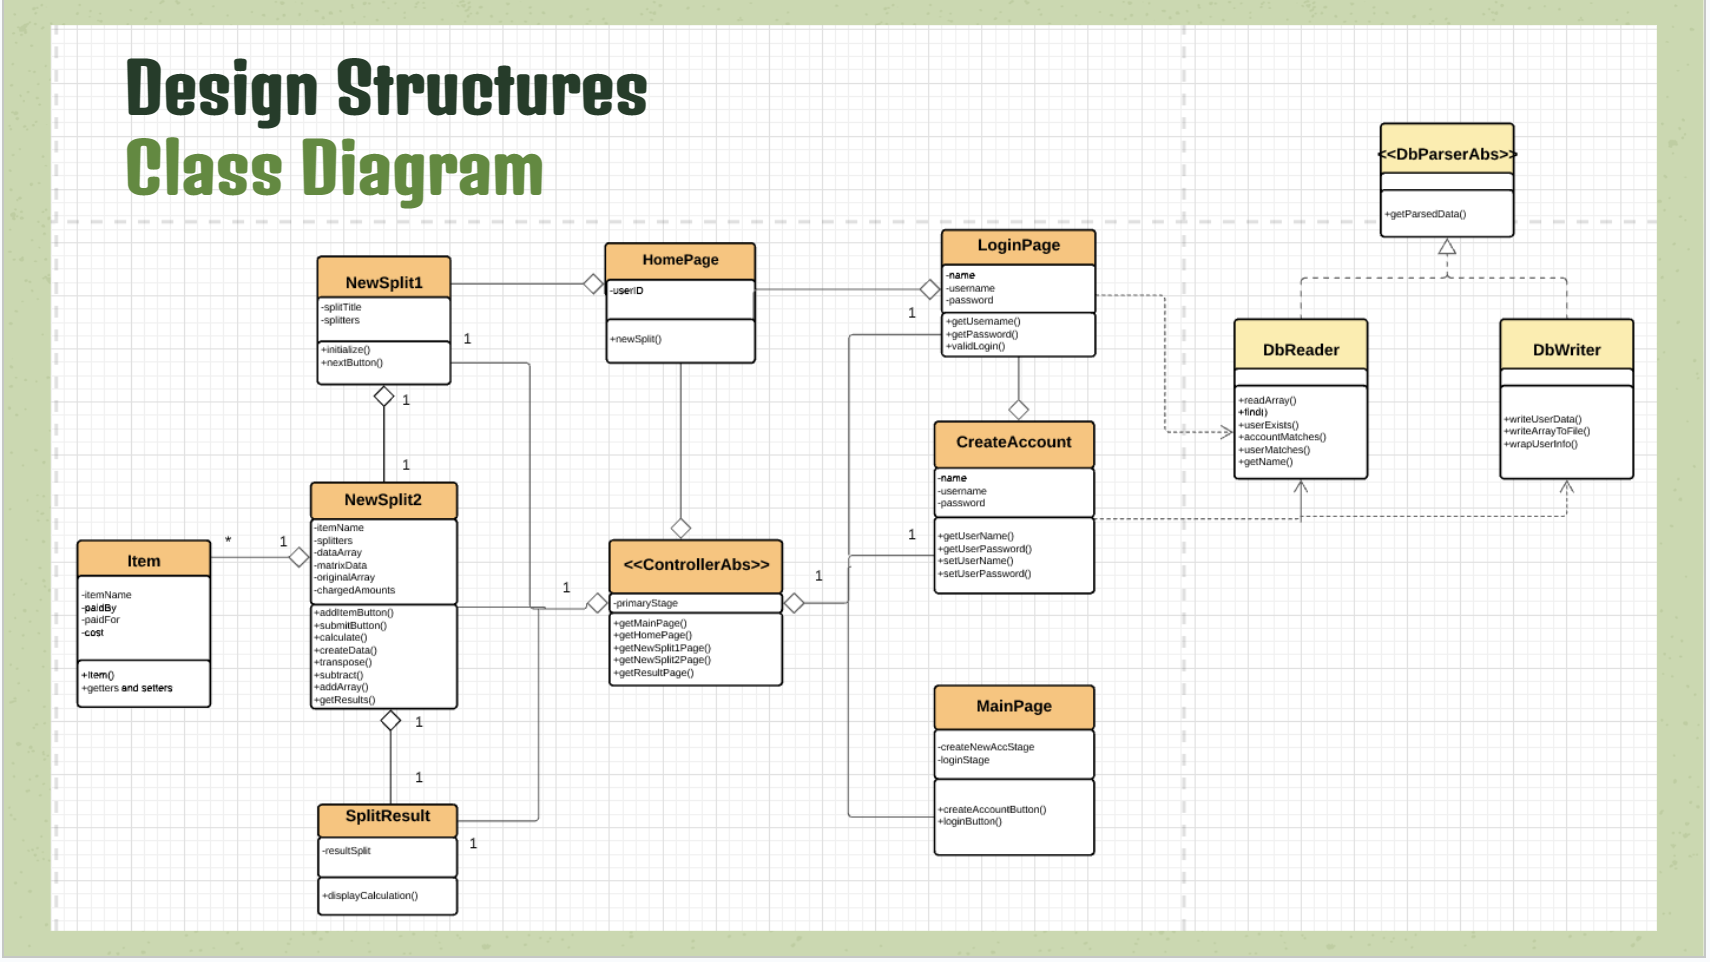 Design Structures
Class Diagram
<<DbParserAbs>>
+getParsedData()
NewSplit1
-splitTitle
-splitters
+initialize()
+nextButton()
1
1
HomePage
-userID
+newSplit()
LoginPage
-name
-username
-password
+getUsername()
+getPassword()
+validLogin()
1
DbReader
+readArray()
+find()
+userExists()
+accountMatches()
+userMatches()
+getName()
DbWriter
+writeUserData()
+writeArrayToFile()
+wrapUserInfo()
1
NewSplit2
-itemName
-splitters
-dataArray
-matrixData
-originalArray
-chargedAmounts
+addItemButton()
+submitButton()
+calculate()
+createData()
+transpose()
+subtract()
+addArray()
+getResults()
CreateAccount
-name
-username
-password
+getUserName()
+getUserPassword()
+setUserName()
+setUserPassword()
1
*
1
Item
-itemName
-paidBy
-paidFor
-cost
+Item()
+getters and setters
1
<<ControllerAbs>>
-primaryStage
+getMainPage()
+getHomePage()
+getNewSplit1Page()
+getNewSplit2Page()
+getResultPage()
1
MainPage
-createNewAccStage
-loginStage
+createAccountButton()
+loginButton()
1
1
SplitResult
-resultSplit
+displayCalculation()
1